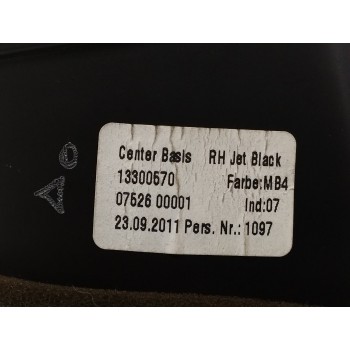 Center Basis RH Jet Black
13300570 Farbe:MB4
07526 00001 Ind:07
23.09.2011 Pers. Nr.: 1097